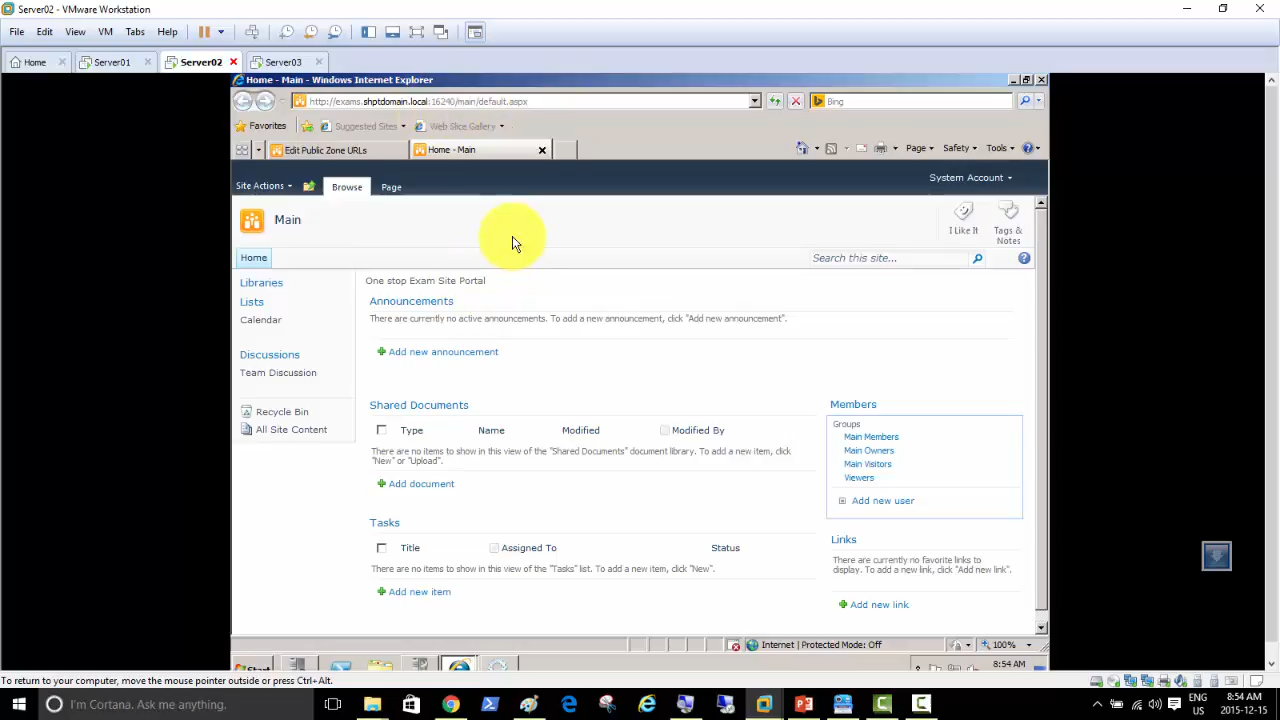 Server02 - VMware Workstation
File Edit View VM Tabs Help
Home Server01 Server02 Server03
Home - Main - Windows Internet Explorer
http://exams.shptdomain.local:16240/main/default.aspx
Bing
Favorites Suggested Sites Web Slice Gallery
Edit Public Zone URLs Home - Main
Page Safety Tools
Site Actions Browse Page System Account
Main
I Like It
Tags &
Notes
Home Search this site...
Libraries
Lists
Calendar
Discussions
Team Discussion
Recycle Bin
All Site Content
One stop Exam Site Portal
Announcements
There are currently no active announcements. To add a new announcement, click "Add new announcement".
Add new announcement
Shared Documents
Type Name Modified Modified By
There are no items to show in this view of the "Shared Documents" document library. To add a new item, click
"New" or "Upload".
Add document
Tasks
Title Assigned To Status
There are no items to show in this view of the "Tasks" list. To add a new item, click "New".
Add new item
Members
Groups
Main Members
Main Owners
Main Visitors
Viewers
Add new user
Links
There are currently no favorite links to
display. To add a new link, click "Add new link".
Add new link
Internet | Protected Mode: Off 100%
Start 8:54 AM
To return to your computer, move the mouse pointer outside or press Ctrl+Alt.
I'm Cortana. Ask me anything.
ENG 8:54 AM
US 2015-12-15